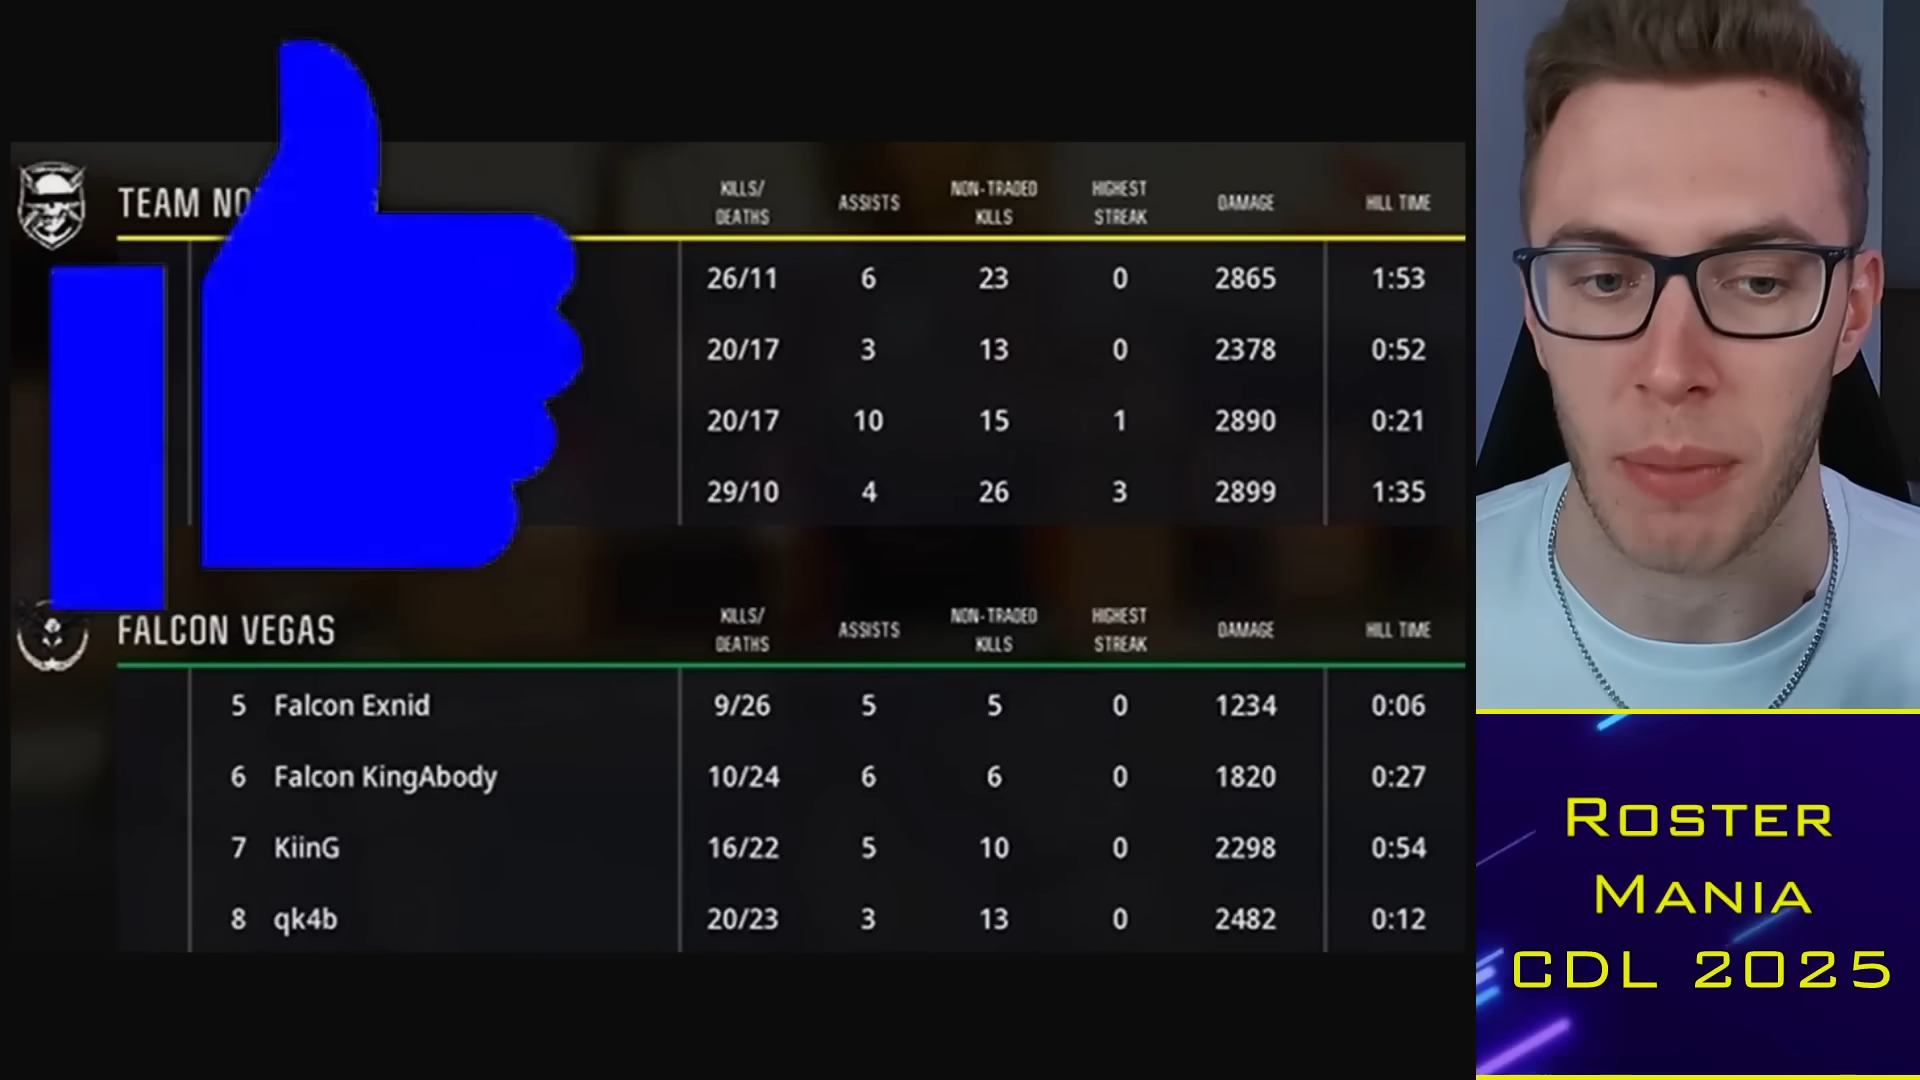 TEAM
KILLS/
DEATHS
ASSISTS
NON-TRADED
KILLS
HIGHEST
STREAK
DAMAGE
HILL TIME
26/11 6 23 0 2865 1:53
20/17 3 13 0 2378 0:52
20/17 10 15 1 2890 0:21
29/10 4 26 3 2899 1:35
FALCON VEGAS
KILLS/
DEATHS
ASSISTS
NON-TRADED
KILLS
HIGHEST
STREAK
DAMAGE
HILL TIME
5 Falcon Exnid 9/26 5 5 0 1234 0:06
6 Falcon KingAbody 10/24 6 6 0 1820 0:27
7 KiinG 16/22 5 10 0 2298 0:54
8 qk4b 20/23 3 13 0 2482 0:12
ROSTER
MANIA
CDL 2025